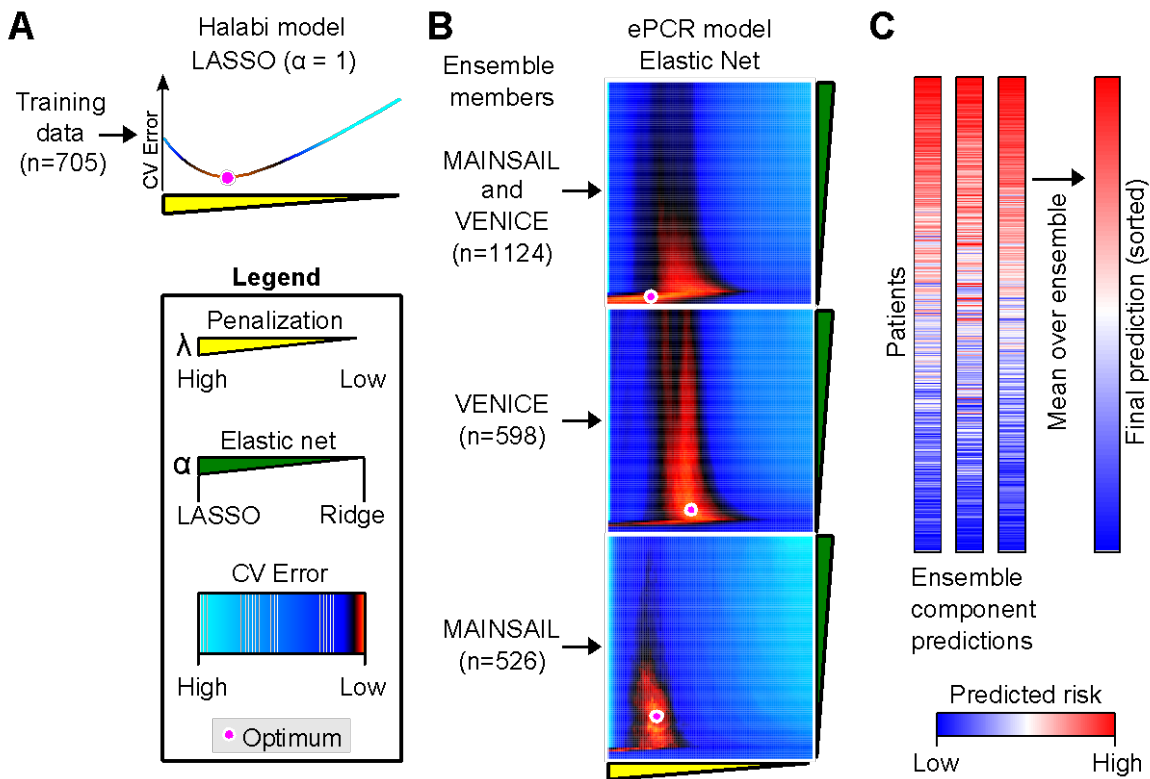 A
Halabi model
LASSO (α = 1)
Training
data
(n=705)
CV Error
Legend
Penalization
λ
High
Low
Elastic net
α
LASSO
Ridge
CV Error
High
Low
Optimum
B
ePCR model
Elastic Net
Ensemble
members
MAINSAIL
and
VENICE
(n=1124)
VENICE
(n=598)
MAINSAIL
(n=526)
C
Patients
Mean over ensemble
Final prediction (sorted)
Ensemble
component
predictions
Predicted risk
Low
High